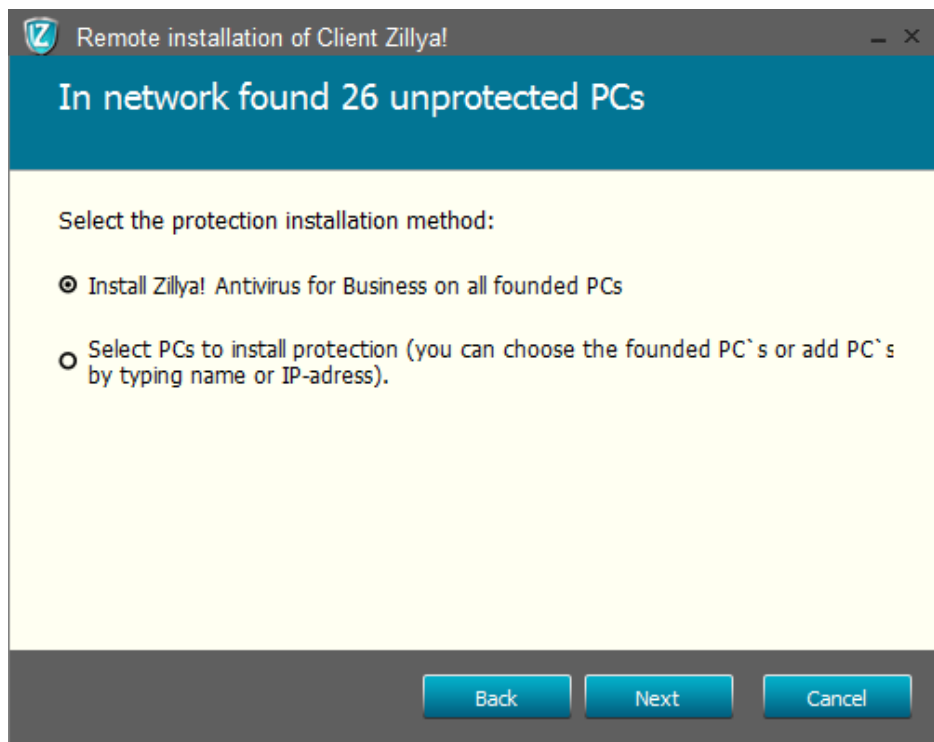 Z Remote installation of Client Zillya!
In network found 26 unprotected PCs
Select the protection installation method:
Install Zillya! Antivirus for Business on all founded PCs
Select PCs to install protection (you can choose the founded PC`s or add PC`s
by typing name or IP-adress).
Back Next Cancel